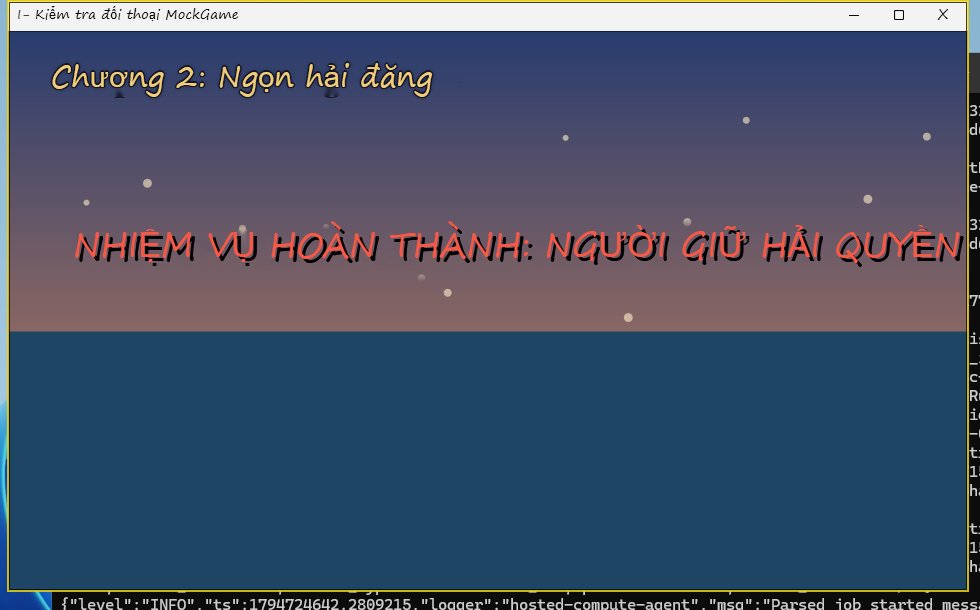 !- Kiểm tra đối thoại MockGame
Chương 2: Ngọn hải đăng
NHIỆM VỤ HOÀN THÀNH: NGƯỜI GIỮ HẢI QUYỀN
{"level":"INFO","ts":1794724642.2809215,"logger":"hosted-compute-agent","msg":"Parsed job started mes